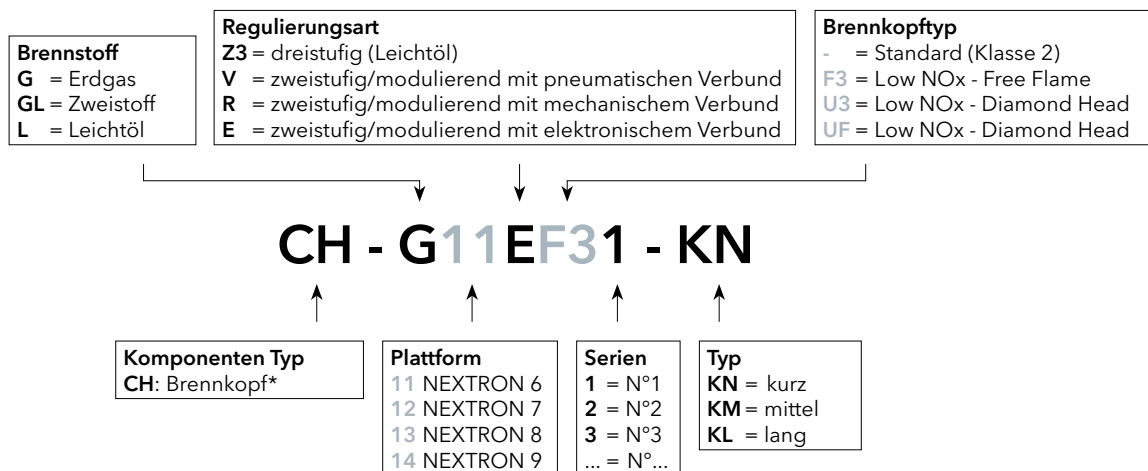 Brennstoff
G = Erdgas
GL = Zweistoff
L = Leichtöl
Regulierungsart
Z3 = dreistufig (Leichtöl)
V = zweistufig/modulierend mit pneumatischen Verbund
R = zweistufig/modulierend mit mechanischem Verbund
E = zweistufig/modulierend mit elektronischem Verbund
Brennkopftyp
- = Standard (Klasse 2)
F3 = Low NOx - Free Flame
U3 = Low NOx - Diamond Head
UF = Low NOx - Diamond Head
CH - G11EF31 - KN
Komponenten Typ
CH: Brennkopf*
Plattform
11 NEXTRON 6
12 NEXTRON 7
13 NEXTRON 8
14 NEXTRON 9
Serien
1 = N°1
2 = N°2
3 = N°3
... = N°...
Typ
KN = kurz
KM = mittel
KL = lang